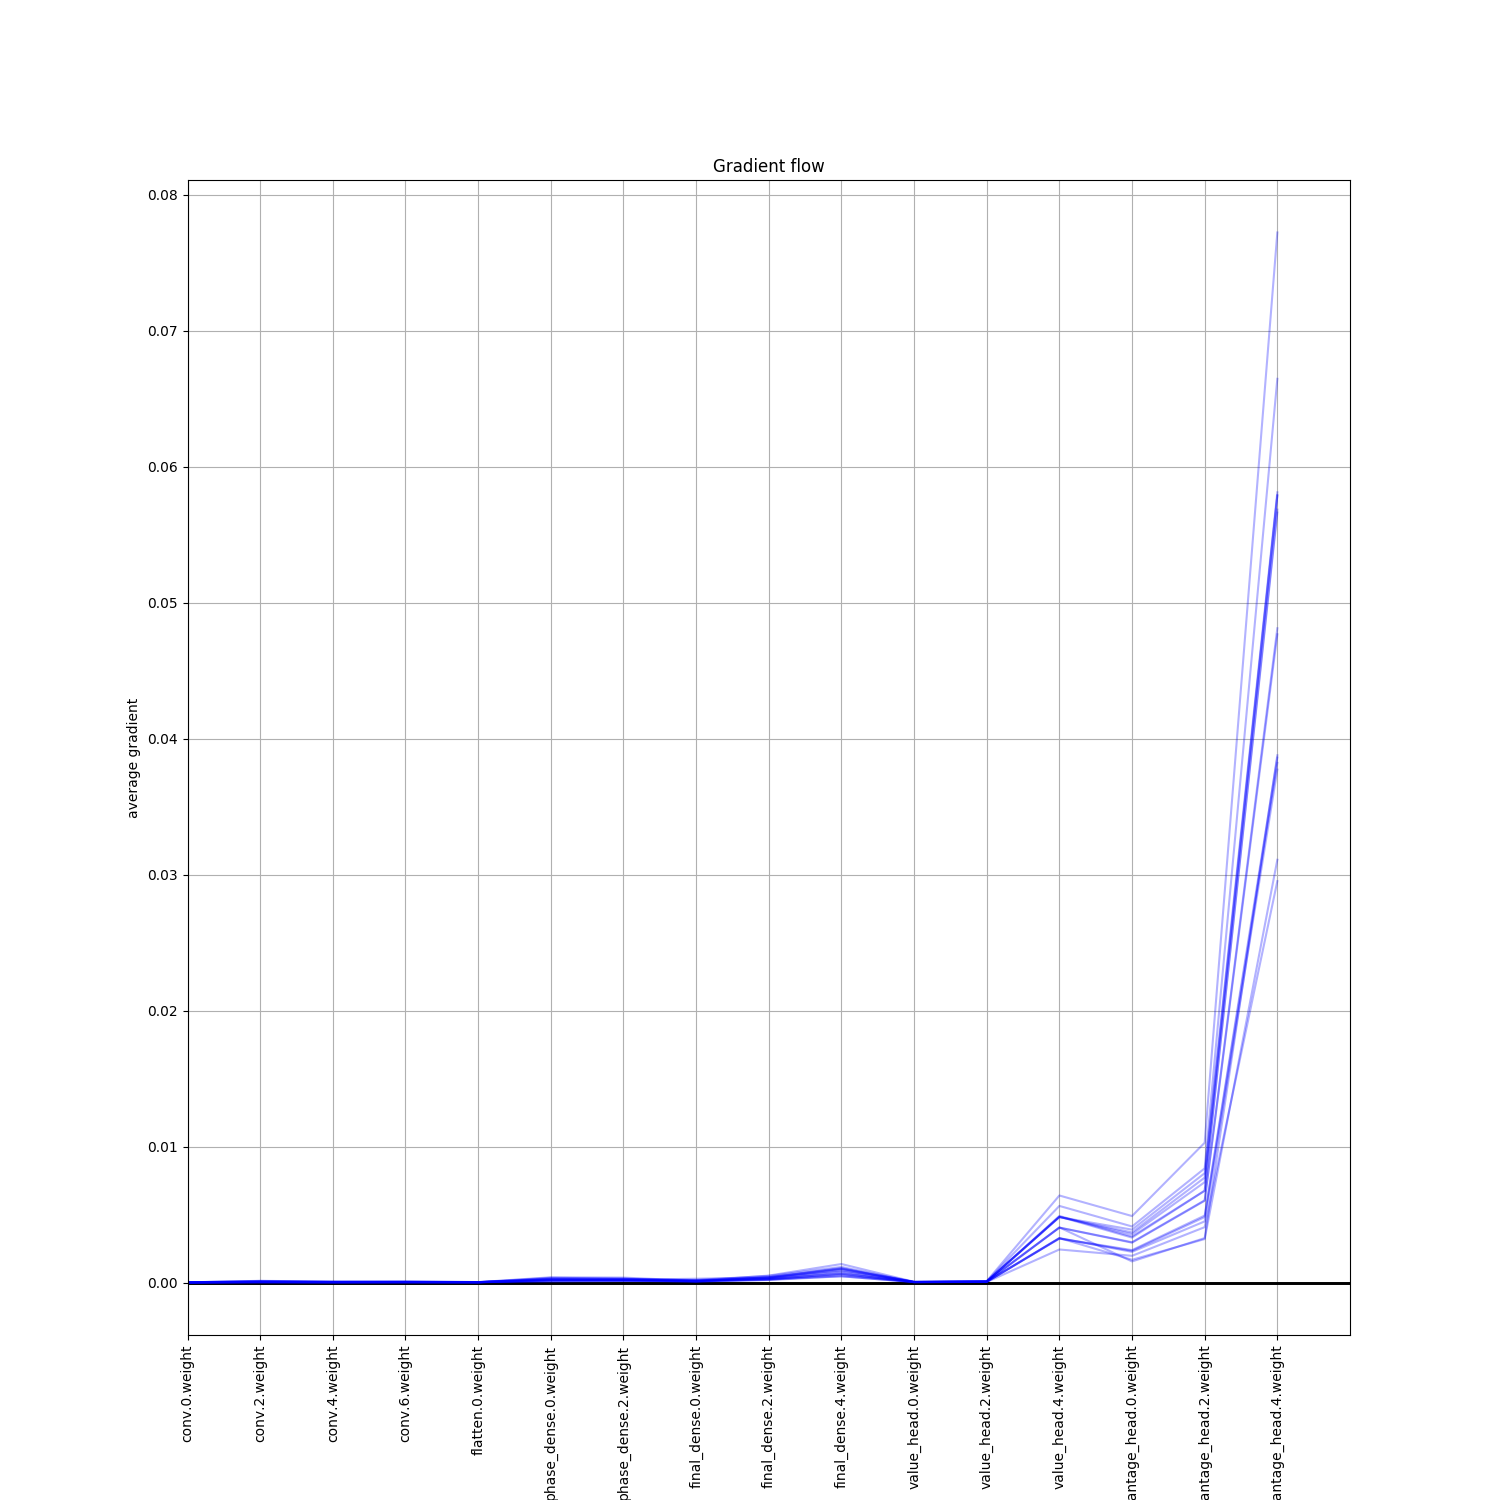 Gradient flow
0.08
0.07
0.06
0.05
0.04
0.03
0.02
0.01
0.00
average gradient
conv.0.weight
conv.2.weight
conv.4.weight
conv.6.weight
flatten.0.weight
phase_dense.0.weight
phase_dense.2.weight
final_dense.0.weight
final_dense.2.weight
final_dense.4.weight
value_head.0.weight
value_head.2.weight
value_head.4.weight
antage_head.0.weight
antage_head.2.weight
antage_head.4.weight